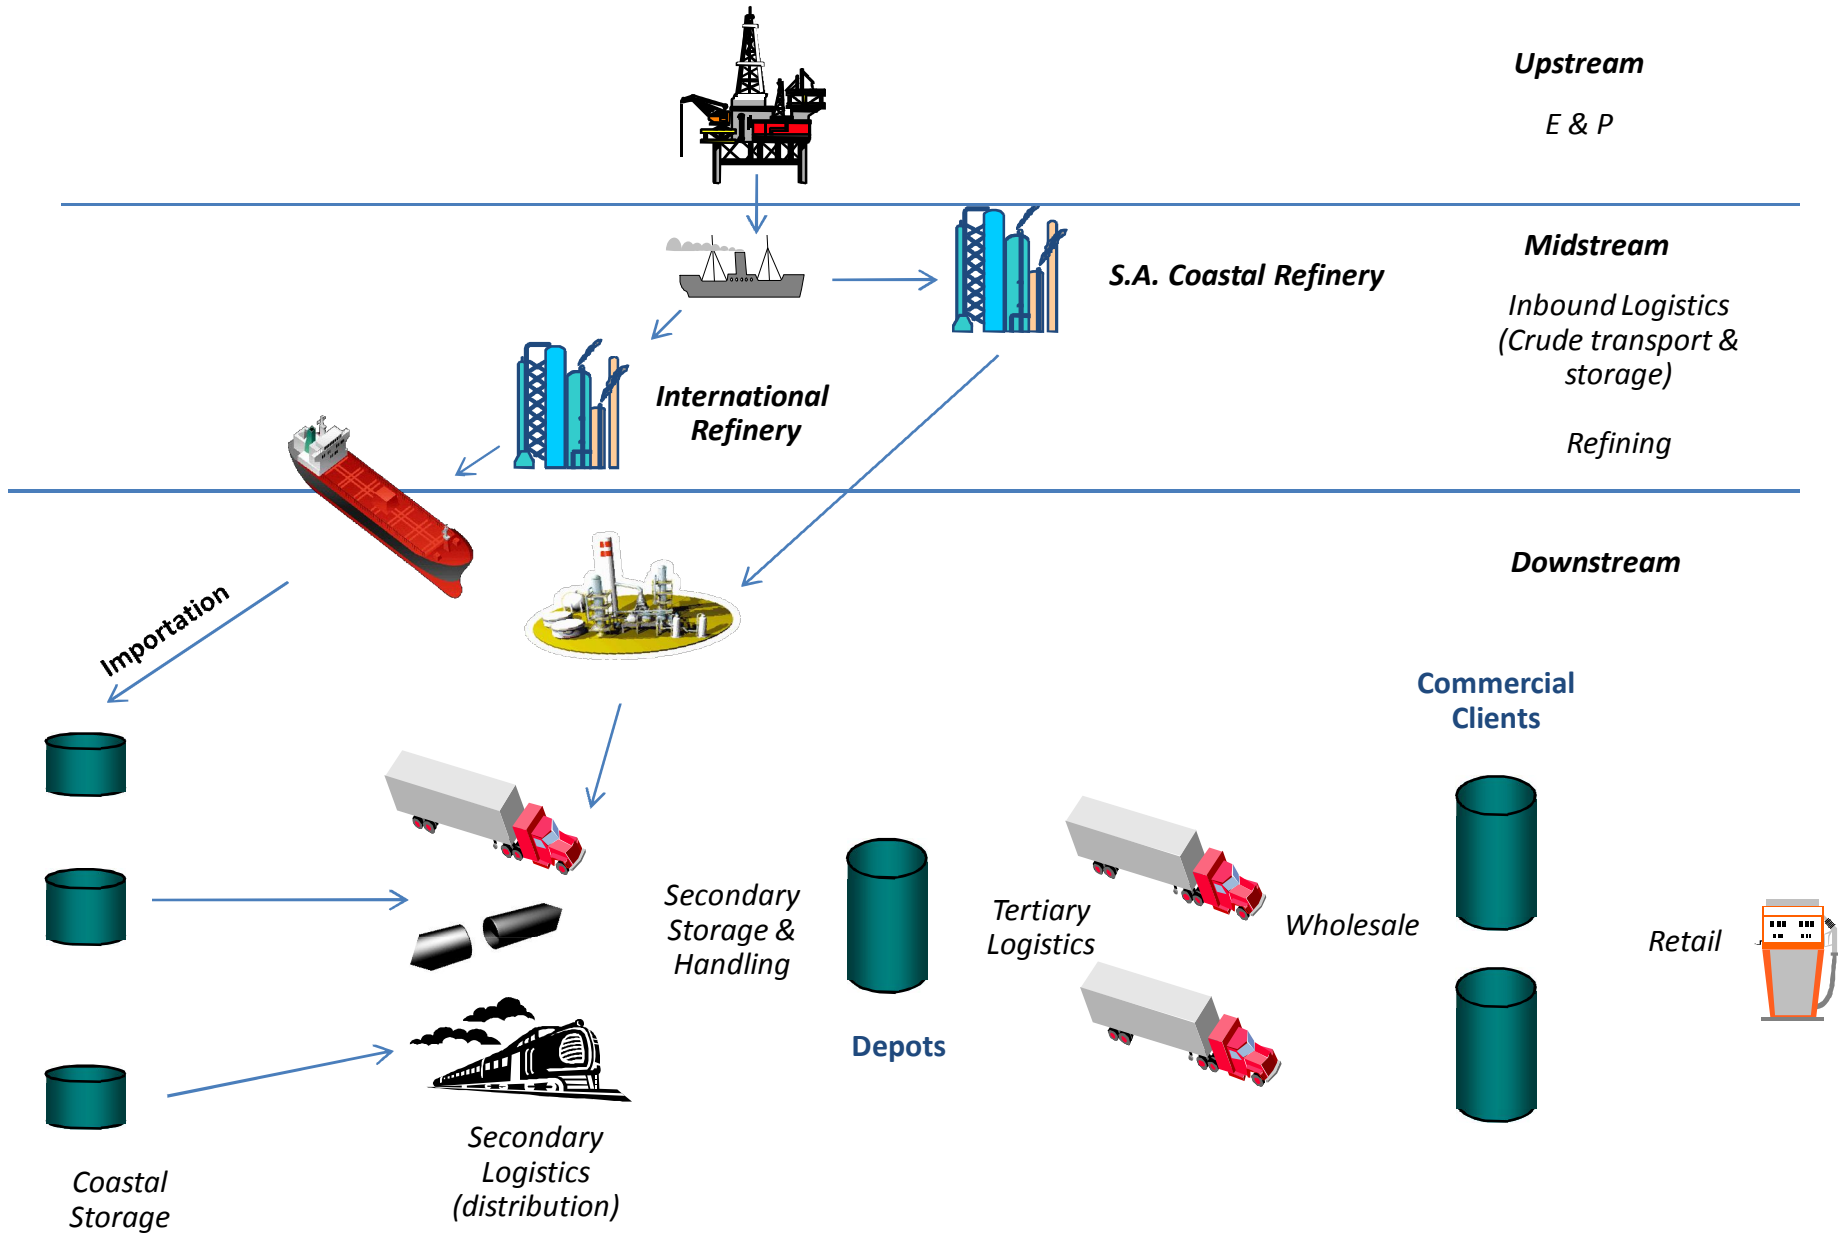 Upstream
E & P
Midstream
S.A. Coastal Refinery
Inbound Logistics
(Crude transport &
storage)
International
Refinery
Refining
Downstream
Importation
Commercial
Clients
Secondary
Storage &
Handling
Tertiary
Logistics
Wholesale
Retail
Depots
Secondary
Logistics
(distribution)
Coastal
Storage